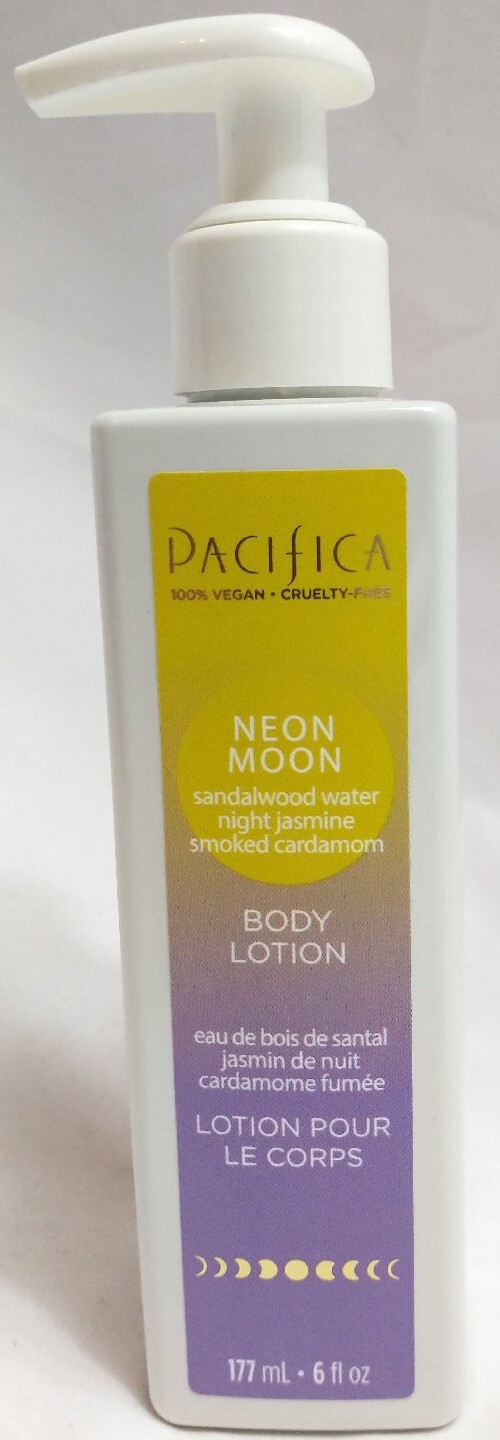 PACIFICA
100% VEGAN • CRUELTY-FREE
NEON
MOON
sandalwood water
night jasmine
smoked cardamom
BODY
LOTION
eau de bois de santal
jasmin de nuit
cardamome fumée
LOTION POUR
LE CORPS
177 mL • 6 fl oz